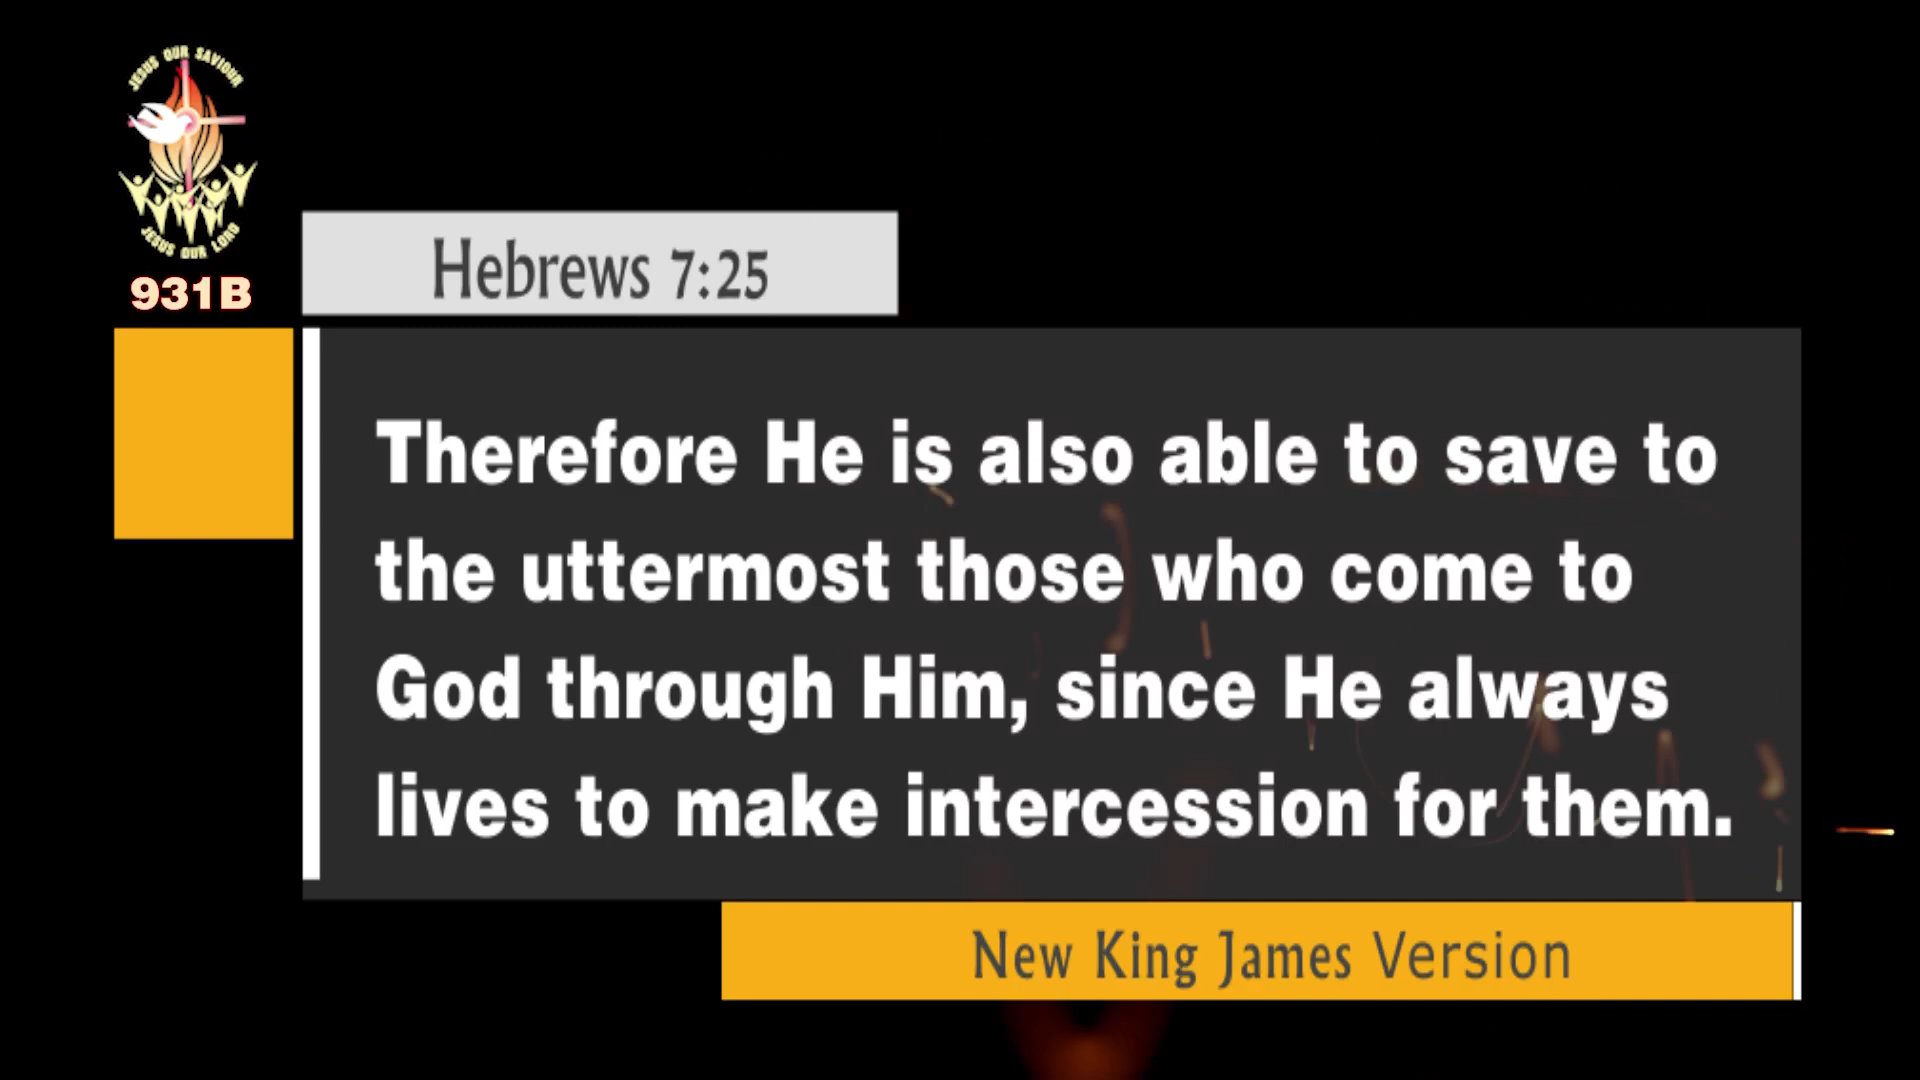 JESUS OUR SAVIOUR
JESUS OUR LORD
931B
Hebrews 7:25
Therefore He is also able to save to
the uttermost those who come to
God through Him, since He always
lives to make intercession for them.
New King James Version